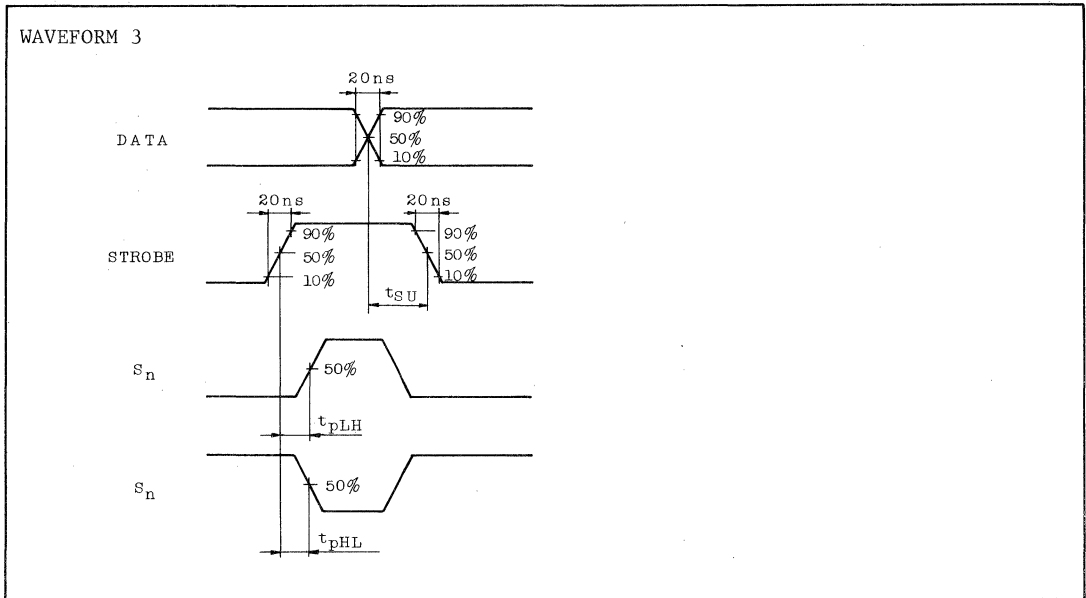 WAVEFORM 3
20ns
90%
DATA
50%
10%
20ns
20ns
90%
90%
STROBE
50%
50%
10%
10%
tSU
Sn
50%
tpLH
Sn
50%
tpHL